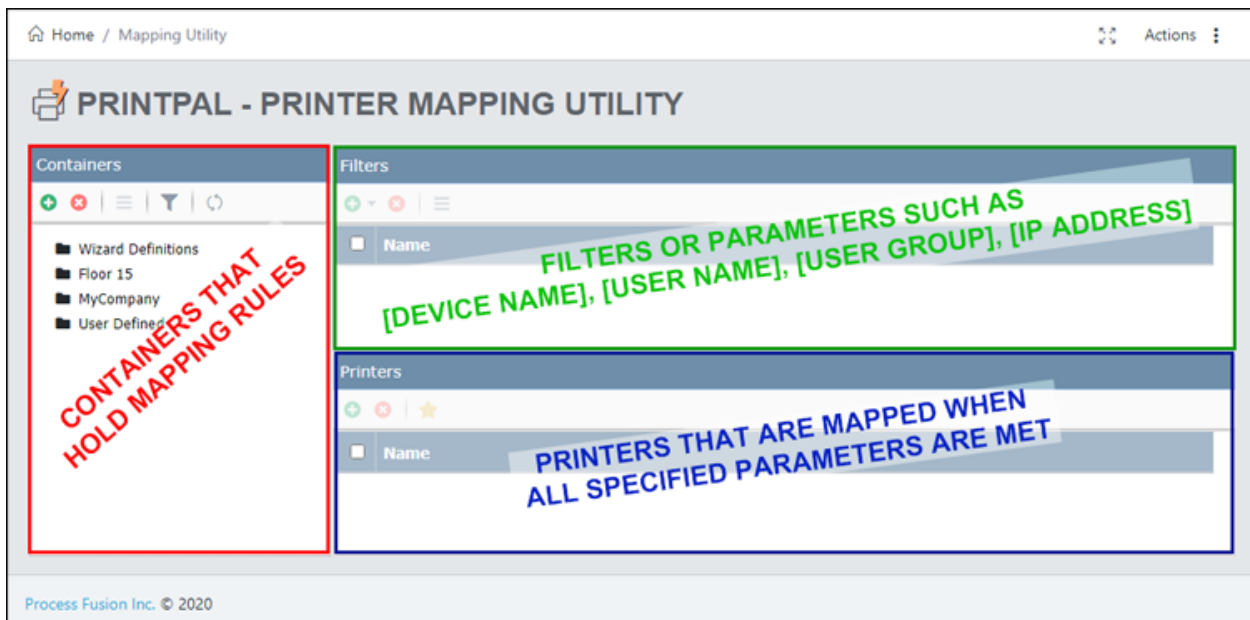 Home / Mapping Utility
Actions
PRINTPAL - PRINTER MAPPING UTILITY
Containers
Wizard Definitions
Floor 15
MyCompany
User Defined
CONTAINERS THAT
HOLD MAPPING RULES
Filters
Name
FILTERS OR PARAMETERS SUCH AS
[DEVICE NAME], [USER NAME], [USER GROUP], [IP ADDRESS]
Printers
Name
PRINTERS THAT ARE MAPPED WHEN
ALL SPECIFIED PARAMETERS ARE MET
Process Fusion Inc. © 2020